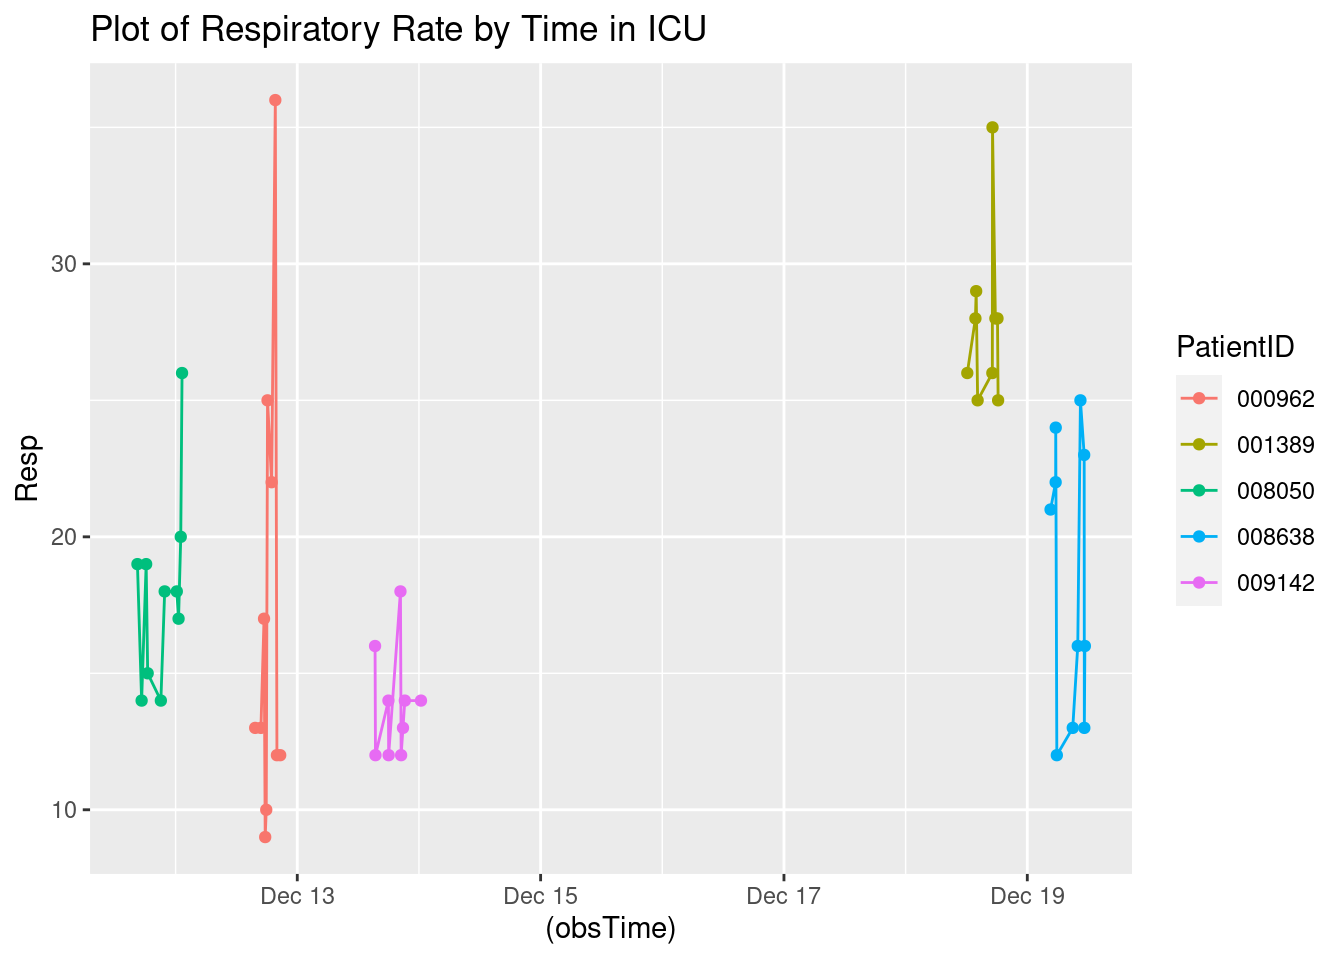 Plot of Respiratory Rate by Time in ICU
Resp
30
20
10
Dec 13
Dec 15
Dec 17
Dec 19
(obsTime)
PatientID
000962
001389
008050
008638
009142